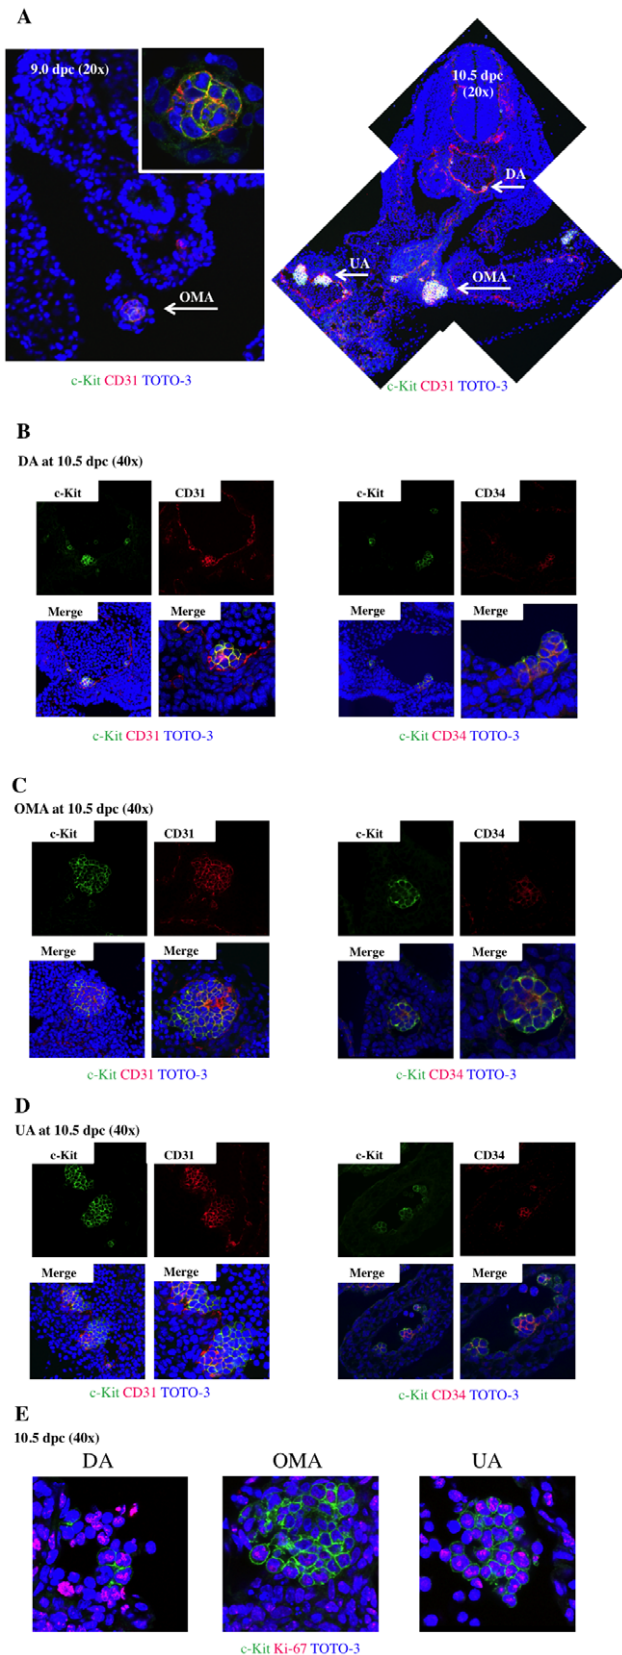 A
9.0 dpc (20x)
OMA
c-Kit CD31 TOTO-3
10.5 dpc
(20x)
DA
UA
OMA
c-Kit CD31 TOTO-3
B
DA at 10.5 dpc (40x)
c-Kit CD31 c-Kit CD34
Merge Merge Merge Merge
c-Kit CD31 TOTO-3 c-Kit CD34 TOTO-3
C
OMA at 10.5 dpc (40x)
c-Kit CD31 c-Kit CD34
Merge Merge Merge Merge
c-Kit CD31 TOTO-3 c-Kit CD34 TOTO-3
D
UA at 10.5 dpc (40x)
c-Kit CD31 c-Kit CD34
Merge Merge Merge Merge
c-Kit CD31 TOTO-3 c-Kit CD34 TOTO-3
E
10.5 dpc (40x)
DA OMA UA
c-Kit Ki-67 TOTO-3